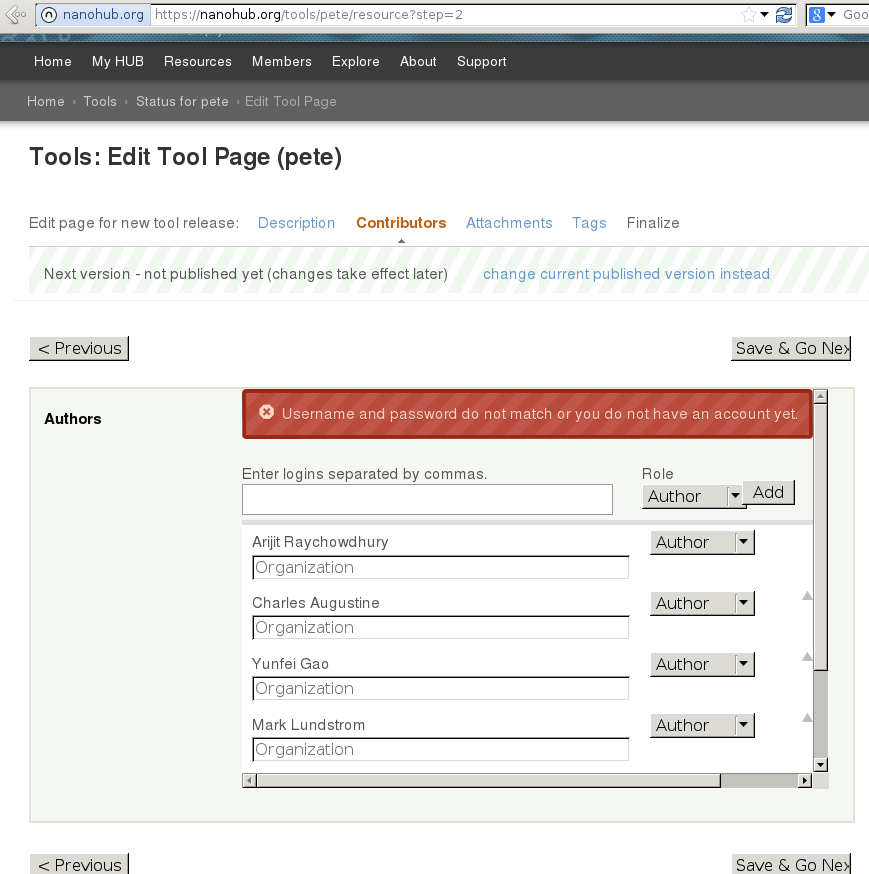 nanohub.org https://nanohub.org/tools/pete/resource?step=2 8 Goo
Home My HUB Resources Members Explore About Support
Home › Tools › Status for pete › Edit Tool Page
Tools: Edit Tool Page (pete)
Edit page for new tool release: Description Contributors Attachments Tags Finalize
Next version - not published yet (changes take effect later) change current published version instead
< Previous Save & Go Nex
Authors
Username and password do not match or you do not have an account yet.
Enter logins separated by commas. Role
Author Add
Arijit Raychowdhury Author
Organization
Charles Augustine Author
Organization
Yunfei Gao Author
Organization
Mark Lundstrom Author
Organization
< Previous Save & Go Nex